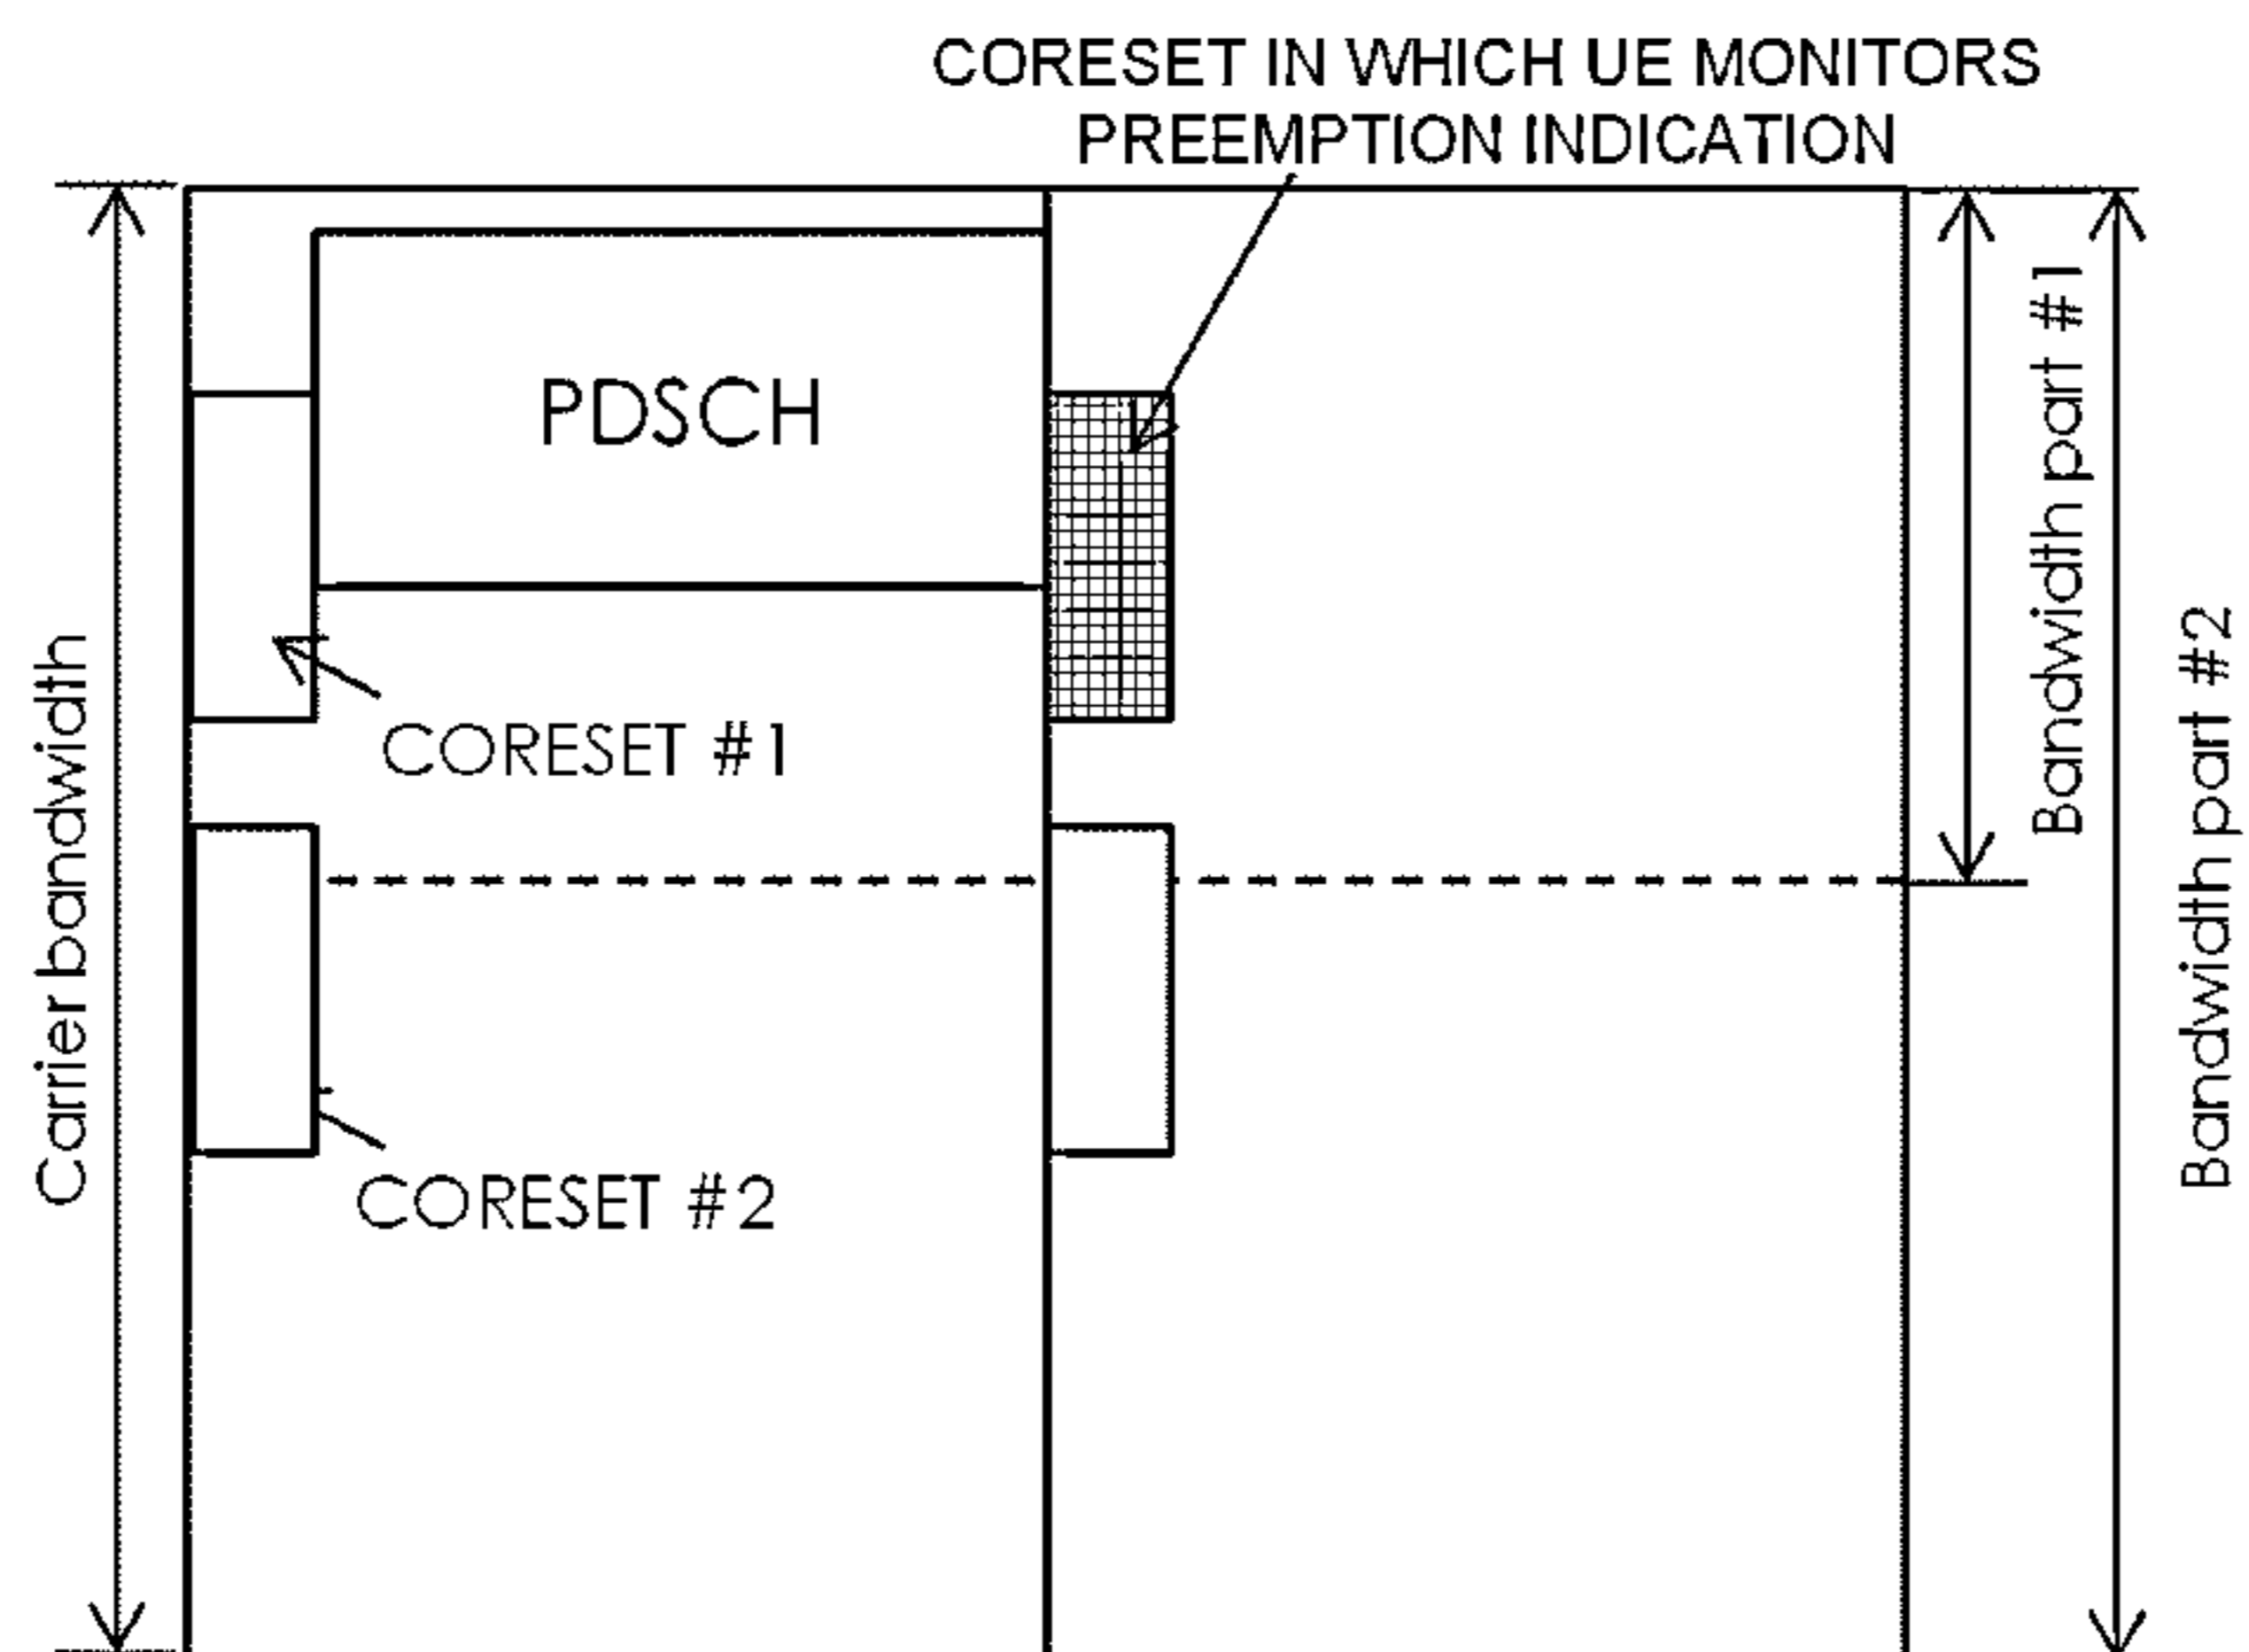 CORESET IN WHICH UE MONITORS
PREEMPTION INDICATION
PDSCH
CORESET #1
CORESET #2
Carrier bandwidth
Bandwidth part #1
Bandwidth part #2